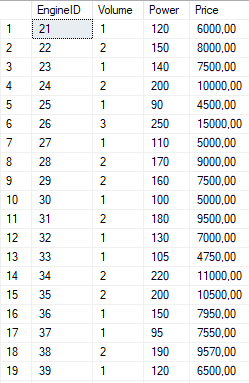 EngineID Volume Power Price
1 21 1 120 6000,00
2 22 2 150 8000,00
3 23 1 140 7500,00
4 24 2 200 10000,00
5 25 1 90 4500,00
6 26 3 250 15000,00
7 27 1 110 5000,00
8 28 2 170 9000,00
9 29 2 160 7500,00
10 30 1 100 5000,00
11 31 2 180 9500,00
12 32 1 130 7000,00
13 33 1 105 4750,00
14 34 2 220 11000,00
15 35 2 200 10500,00
16 36 1 150 7950,00
17 37 1 95 7550,00
18 38 2 190 9570,00
19 39 1 120 6500,00